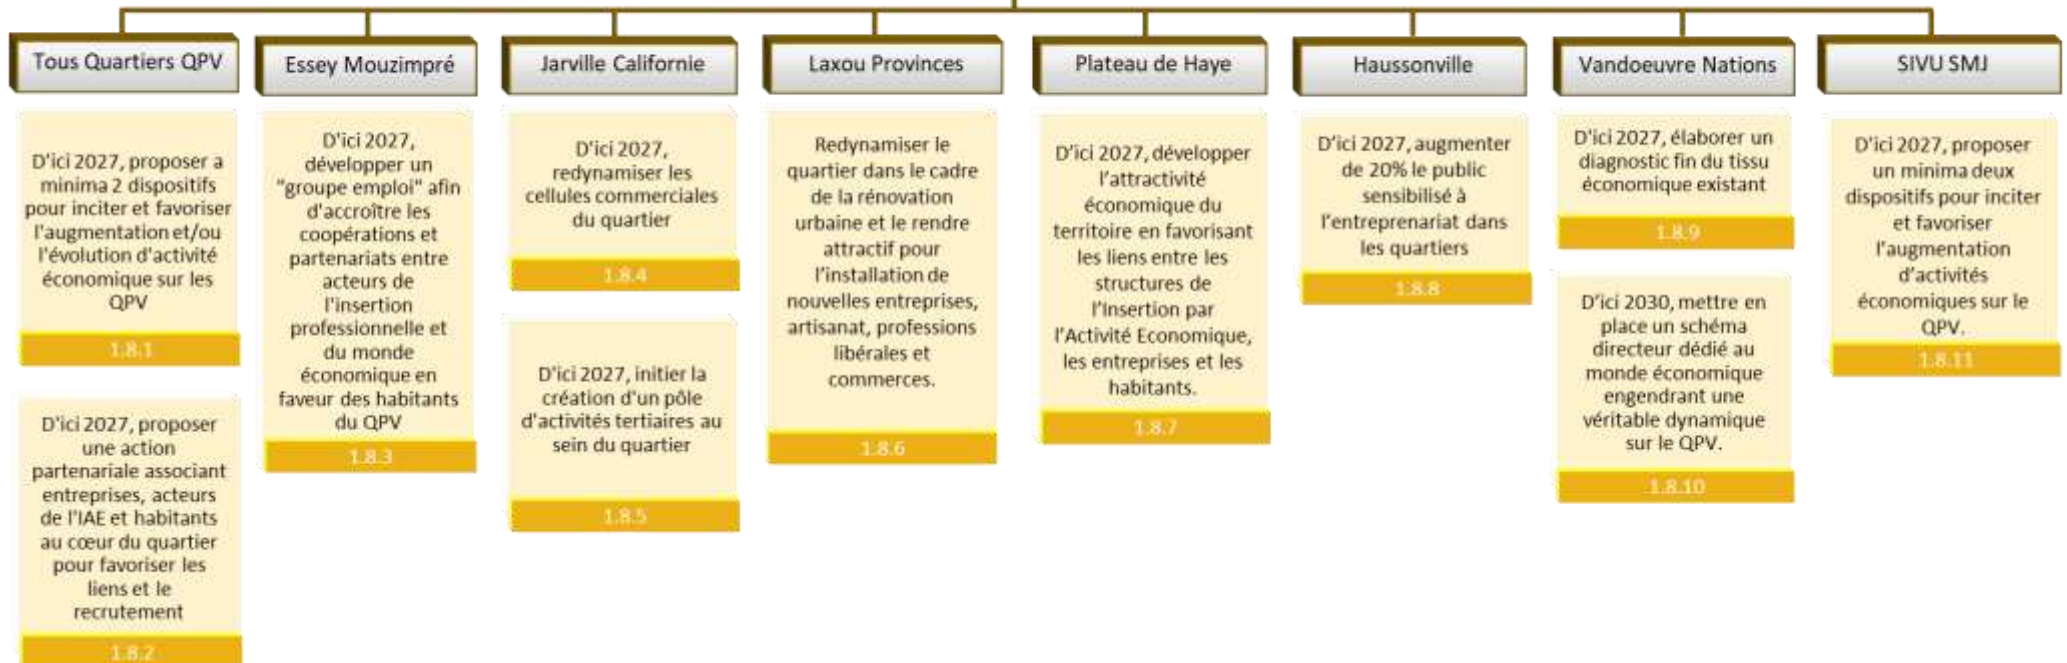 Tous Quartiers QPV
D'ici 2027, proposer a
minima 2 dispositifs
pour inciter et favoriser
l'augmentation et/ou
l'évolution d'activité
économique sur les
QPV
1.8.1
D'ici 2027, proposer
une action
partenariale associant
entreprises, acteurs
de l'IAE et habitants
au cœur du quartier
pour favoriser les
liens et le
recrutement
1.8.2
Essey Mouzimpré
D'ici 2027,
développer un
"groupe emploi" afin
d'accroître les
coopérations et
partenariats entre
acteurs de
l'insertion
professionnelle et
du monde
économique en
faveur des habitants
du QPV
1.8.3
Jarville Californie
D'ici 2027,
redynamiser les
cellules commerciales
du quartier
1.8.4
D'ici 2027, initier la
création d'un pôle
d'activités tertiaires au
sein du quartier
1.8.5
Laxou Provinces
Redynamiser le
quartier dans le cadre
de la rénovation
urbaine et le rendre
attractif pour
l'installation de
nouvelles entreprises,
artisanat, professions
libérales et
commerces.
1.8.6
Plateau de Haye
D'ici 2027, développer
l'attractivité
économique du
territoire en favorisant
les liens entre les
structures de
l'Insertion par
l'Activité Economique,
les entreprises et les
habitants.
1.8.7
Haussonville
D'ici 2027, augmenter
de 20% le public
sensibilisé à
l'entreprenariat dans
les quartiers
1.8.8
Vandoeuvre Nations
D'ici 2027, élaborer un
diagnostic fin du tissu
économique existant
1.8.9
D'ici 2030, mettre en
place un schéma
directeur dédié au
monde économique
engendrant une
véritable dynamique
sur le QPV.
1.8.10
SIVU SMJ
D'ici 2027, proposer
un minima deux
dispositifs pour inciter
et favoriser
l'augmentation
d'activités
économiques sur le
QPV.
1.8.11